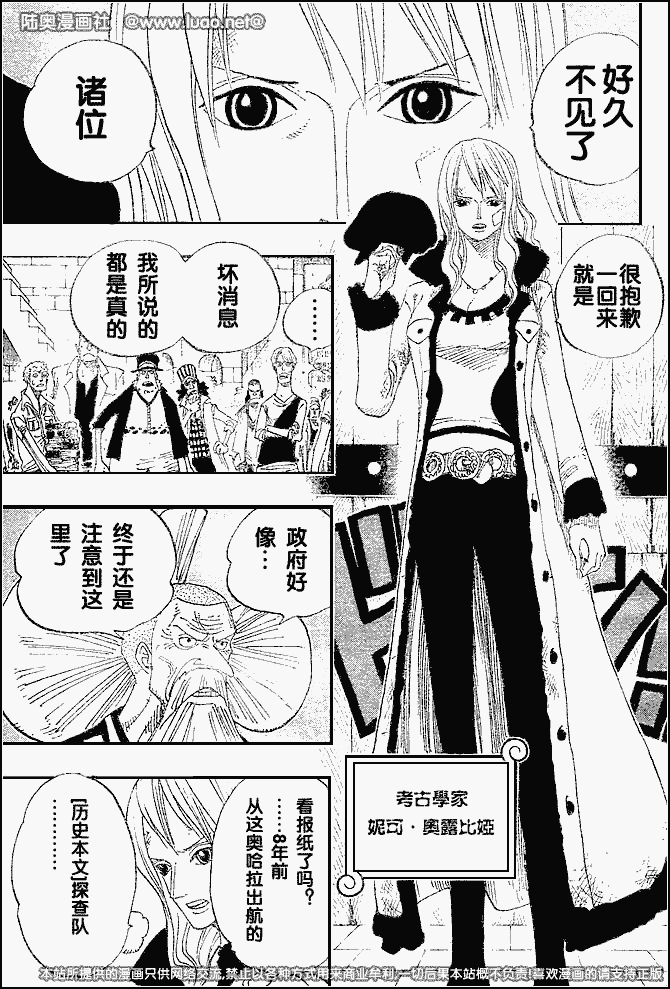 陆奥漫画社 @www.luao.net@
好久
不见了
诸位
很抱歉
一回来
就是
坏消息
……
我所说的
都是真的
政府好
像…
终于还是
注意到这
里了
考古學家
妮可·奧露比婭
看报纸了吗?
……8年前
从这奥哈拉出航的
[历史本文]探查队
…………
本站所提供的漫画只供网络交流,禁止以各种方式用来商业牟利,一切后果本站概不负责!喜欢漫画的请支持正版